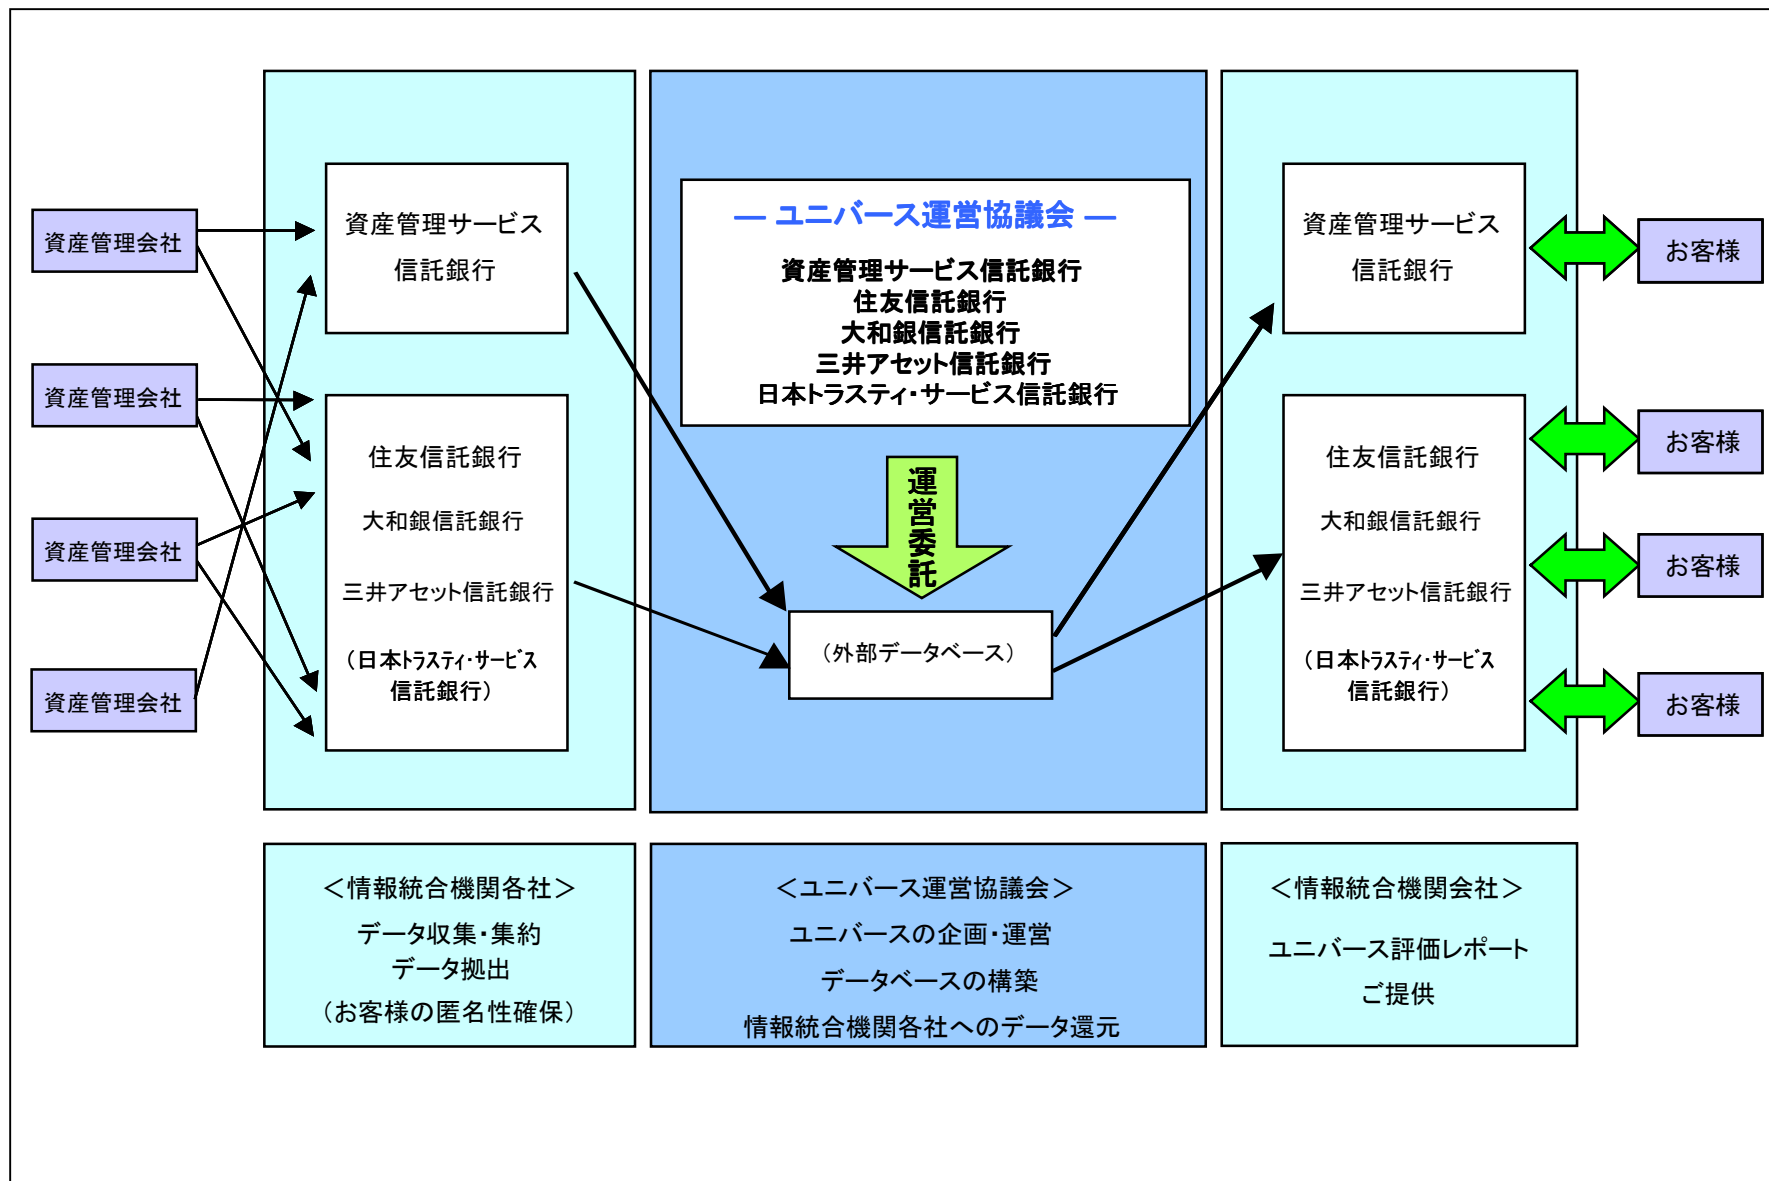 資産管理会社
資産管理会社
資産管理会社
資産管理会社
資産管理サービス
信託銀行
住友信託銀行
大和銀信託銀行
三井アセット信託銀行
（日本トラスティ・サービス
信託銀行）
― ユニバース運営協議会 ―
資産管理サービス信託銀行
住友信託銀行
大和銀信託銀行
三井アセット信託銀行
日本トラスティ・サービス信託銀行
運営委託
（外部データベース）
資産管理サービス
信託銀行
住友信託銀行
大和銀信託銀行
三井アセット信託銀行
（日本トラスティ・サービス
信託銀行）
お客様
お客様
お客様
お客様
＜情報統合機関各社＞
データ収集・集約
データ拠出
（お客様の匿名性確保）
＜ユニバース運営協議会＞
ユニバースの企画・運営
データベースの構築
情報統合機関各社へのデータ還元
＜情報統合機関会社＞
ユニバース評価レポート
ご提供